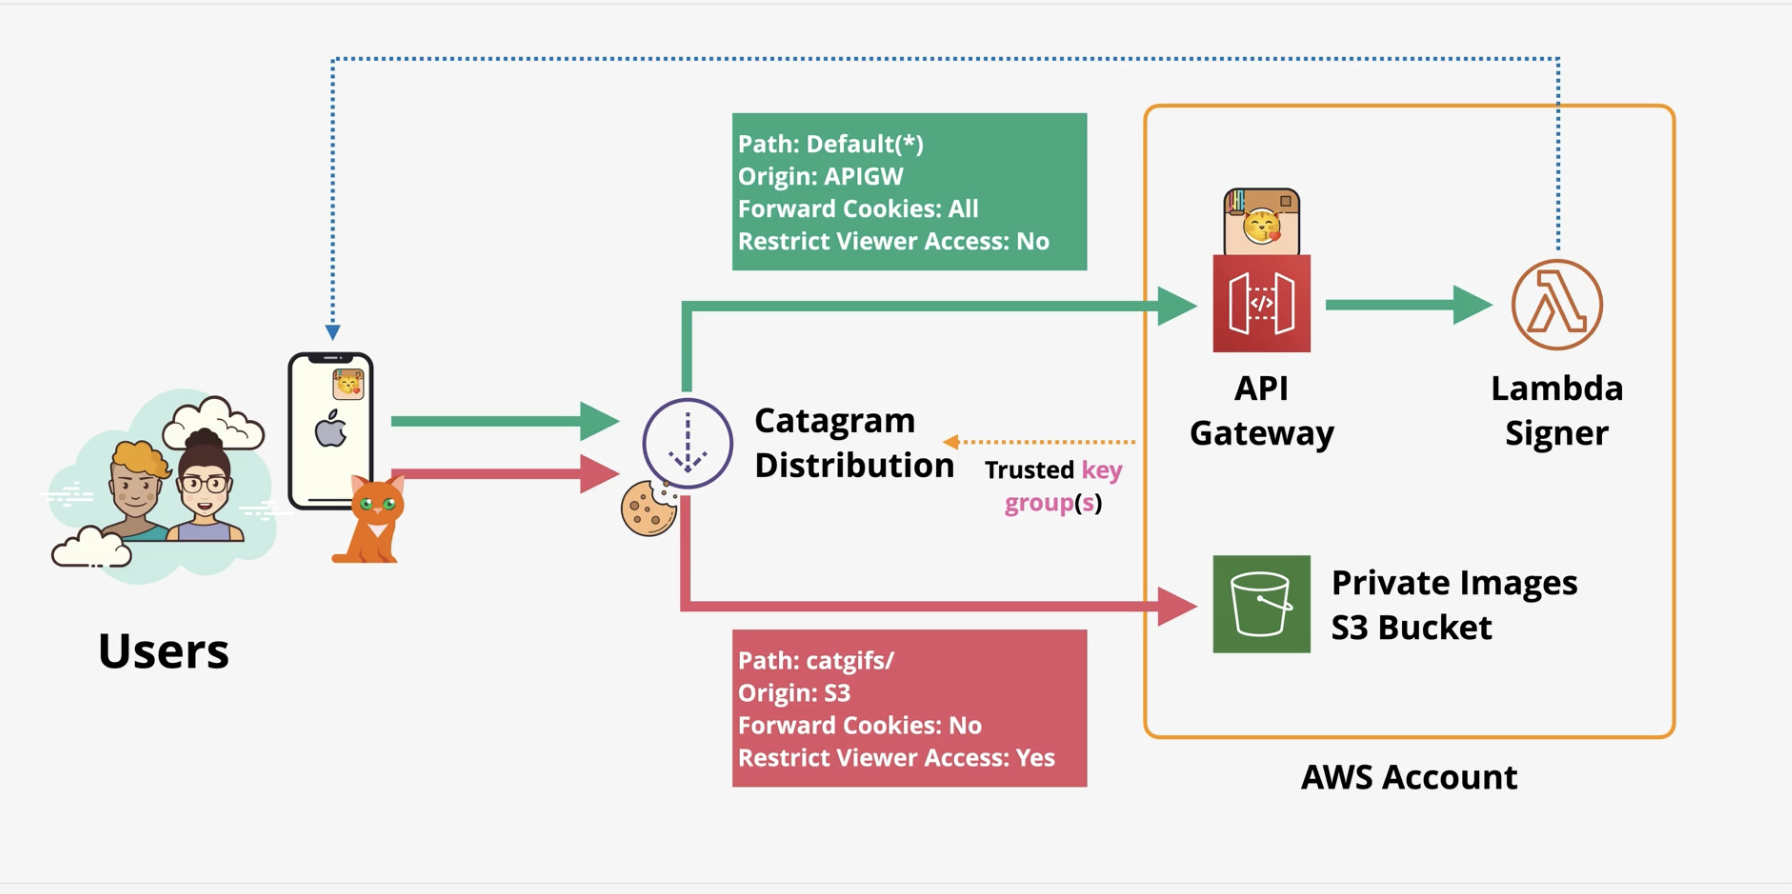 Path: Default(*)
Origin: APIGW
Forward Cookies: All
Restrict Viewer Access: No
API
Gateway
Lambda
Signer
Catagram
Distribution
Trusted key
group(s)
Users
Private Images
S3 Bucket
Path: catgifs/
Origin: S3
Forward Cookies: No
Restrict Viewer Access: Yes
AWS Account